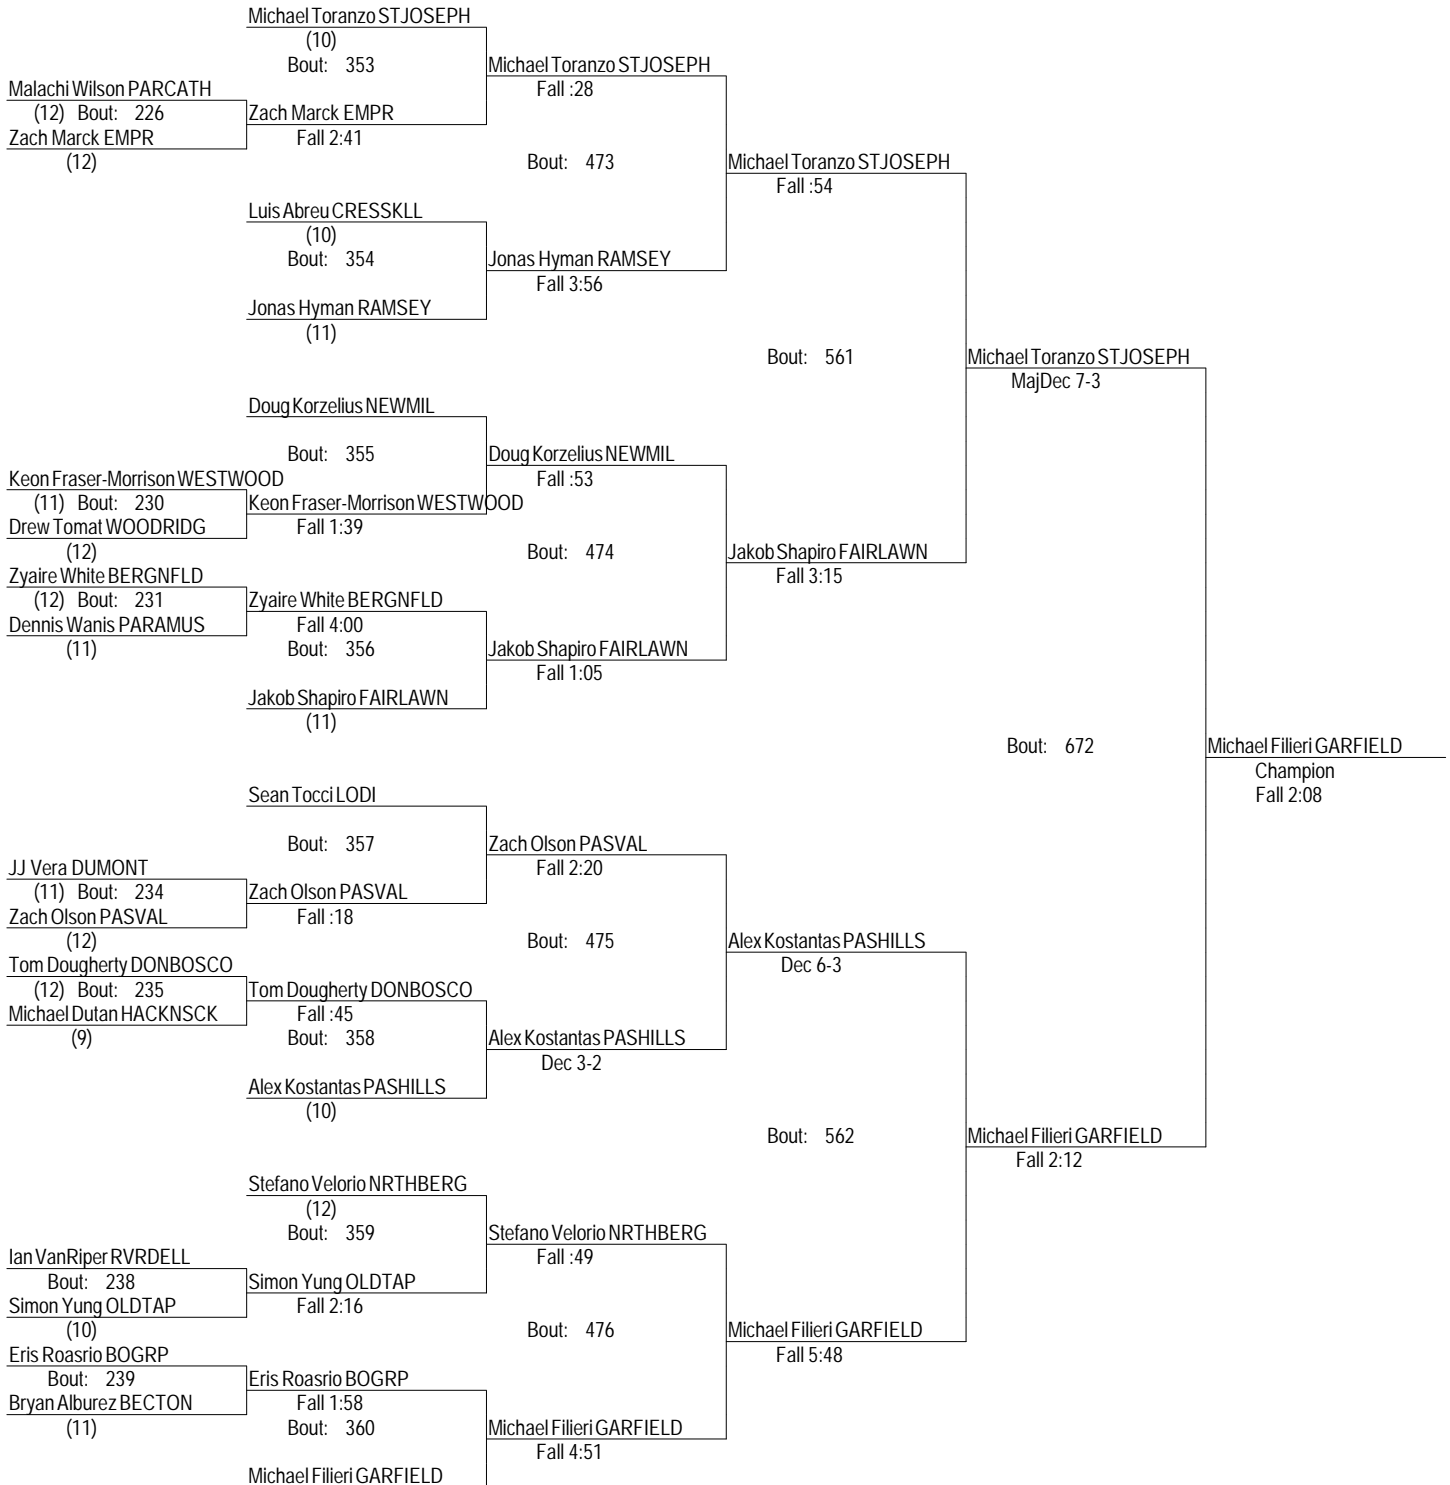 Michael Toranzo STJOSEPH
(10)
Bout: 353
Michael Toranzo STJOSEPH
Fall :28
Malachi Wilson PARCATH
(12) Bout: 226
Zach Marck EMPR
Zach Marck EMPR
Fall 2:41
(12)
Bout: 473
Michael Toranzo STJOSEPH
Fall :54
Luis Abreu CRESSKLL
(10)
Bout: 354
Jonas Hyman RAMSEY
Fall 3:56
Jonas Hyman RAMSEY
(11)
Bout: 561
Michael Toranzo STJOSEPH
MajDec 7-3
Doug Korzelius NEWMIL
Bout: 355
Doug Korzelius NEWMIL
Fall :53
Keon Fraser-Morrison WESTWOOD
(11) Bout: 230
Keon Fraser-Morrison WESTWOOD
Drew Tomat WOODRIDG
Fall 1:39
(12)
Bout: 474
Jakob Shapiro FAIRLAWN
Fall 3:15
Zyaire White BERGNFLD
(12) Bout: 231
Zyaire White BERGNFLD
Dennis Wanis PARAMUS
Fall 4:00
(11)
Bout: 356
Jakob Shapiro FAIRLAWN
Fall 1:05
Jakob Shapiro FAIRLAWN
(11)
Bout: 672
Michael Filieri GARFIELD
Champion
Fall 2:08
Sean Tocci LODI
Bout: 357
Zach Olson PASVAL
Fall 2:20
JJ Vera DUMONT
(11) Bout: 234
Zach Olson PASVAL
Zach Olson PASVAL
Fall :18
(12)
Bout: 475
Alex Kostantas PASHILLS
Dec 6-3
Tom Dougherty DONBOSCO
(12) Bout: 235
Tom Dougherty DONBOSCO
Michael Dutan HACKNSCK
Fall :45
(9)
Bout: 358
Alex Kostantas PASHILLS
Dec 3-2
Alex Kostantas PASHILLS
(10)
Bout: 562
Michael Filieri GARFIELD
Fall 2:12
Stefano Velorio NRTHBERG
(12)
Bout: 359
Stefano Velorio NRTHBERG
Fall :49
Ian VanRiper RVRDELL
Bout: 238
Simon Yung OLDTAP
Simon Yung OLDTAP
Fall 2:16
(10)
Bout: 476
Michael Filieri GARFIELD
Fall 5:48
Eris Roasrio BOGRP
Bout: 239
Eris Roasrio BOGRP
Bryan Alburez BECTON
Fall 1:58
(11)
Bout: 360
Michael Filieri GARFIELD
Fall 4:51
Michael Filieri GARFIELD